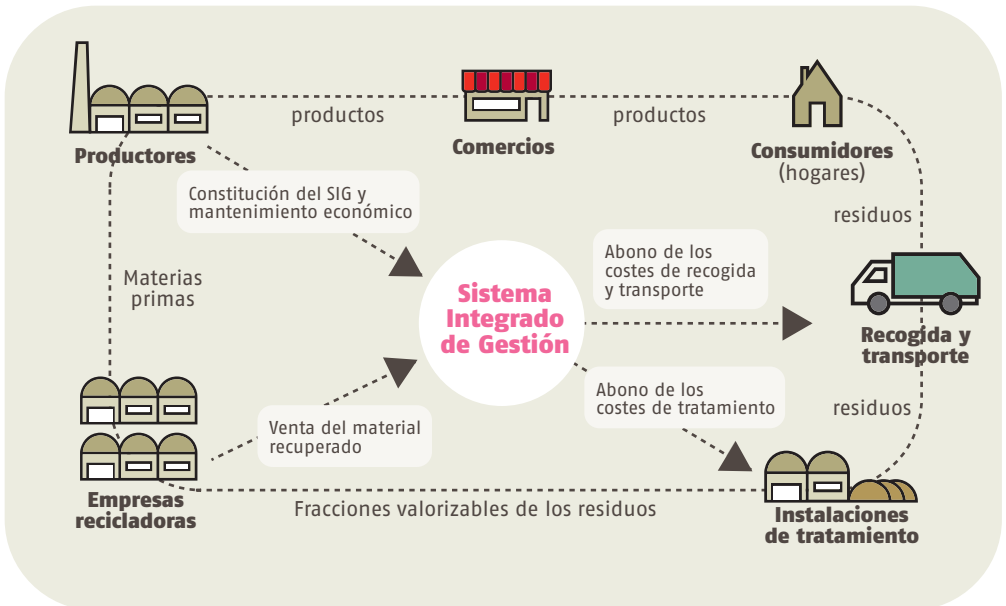 productos
productos
Productores
Comercios
Consumidores
(hogares)
Constitución del SIG y
mantenimiento económico
residuos
Materias
primas
Abono de los
costes de recogida
y transporte
Sistema
Integrado
de Gestión
Recogida y
transporte
Abono de los
costes de tratamiento
residuos
Venta del material
recuperado
Empresas
recicladoras
Fracciones valorizables de los residuos
Instalaciones
de tratamiento